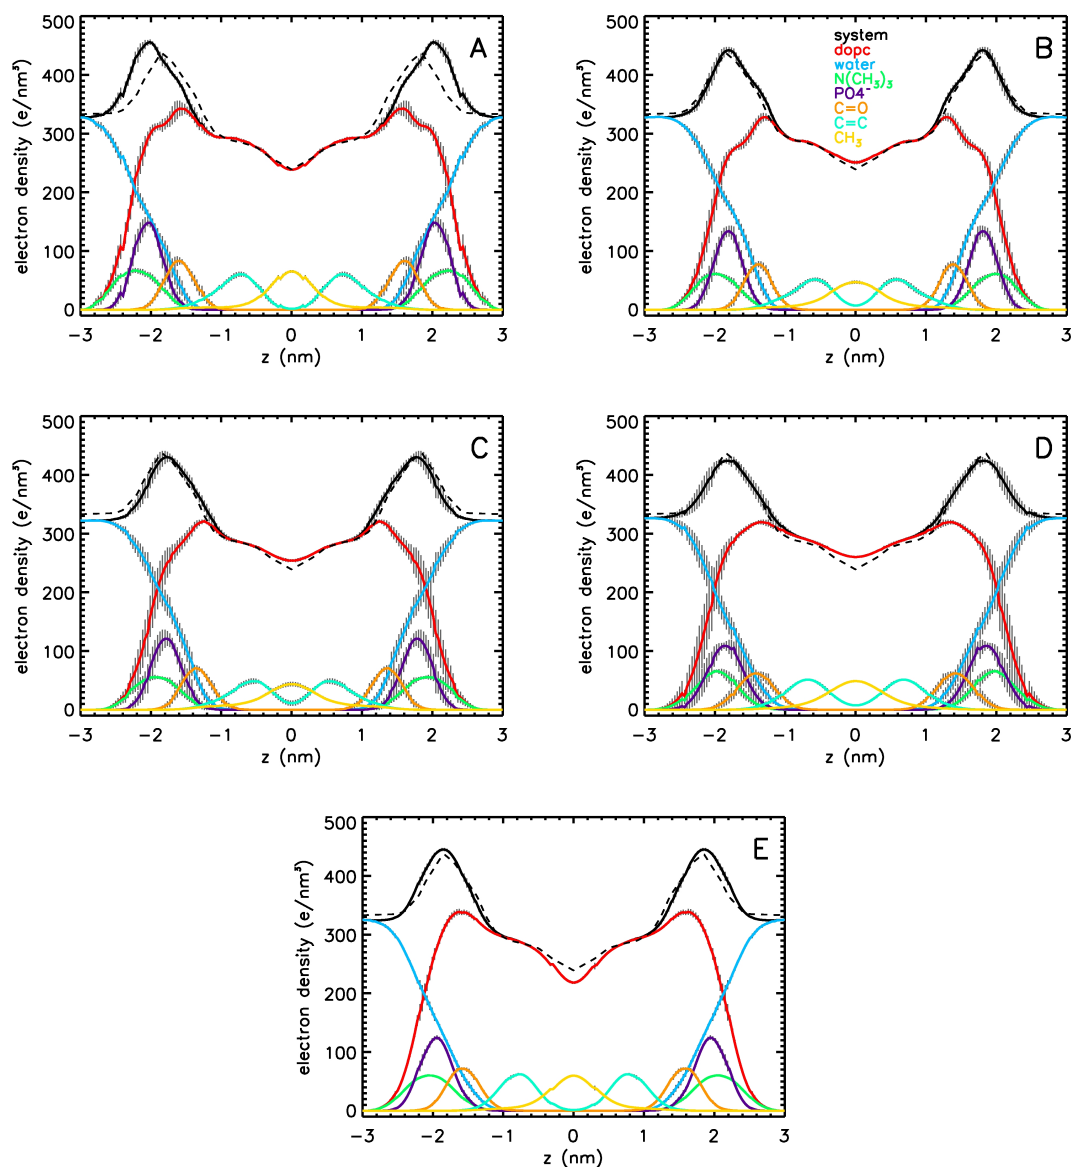 500
400
300
200
100
0
electron density (e/nm³)
−3 −2 −1 0 1 2 3
z (nm)
A
500
400
300
200
100
0
electron density (e/nm³)
−3 −2 −1 0 1 2 3
z (nm)
B
system
dopc
water
N(CH₃)₃
PO4⁻
C=O
C=C
CH₃
500
400
300
200
100
0
electron density (e/nm³)
−3 −2 −1 0 1 2 3
z (nm)
C
500
400
300
200
100
0
electron density (e/nm³)
−3 −2 −1 0 1 2 3
z (nm)
D
500
400
300
200
100
0
electron density (e/nm³)
−3 −2 −1 0 1 2 3
z (nm)
E